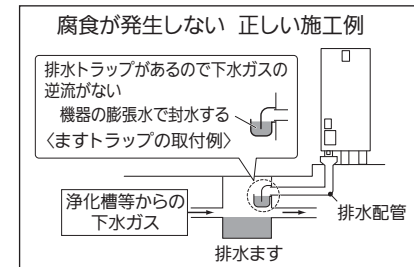 腐食が発生しない 正しい施工例
排水トラップがあるので下水ガスの
逆流がない
機器の膨張水で封水する
〈ますトラップの取付例〉
浄化槽等からの
下水ガス
排水配管
排水ます